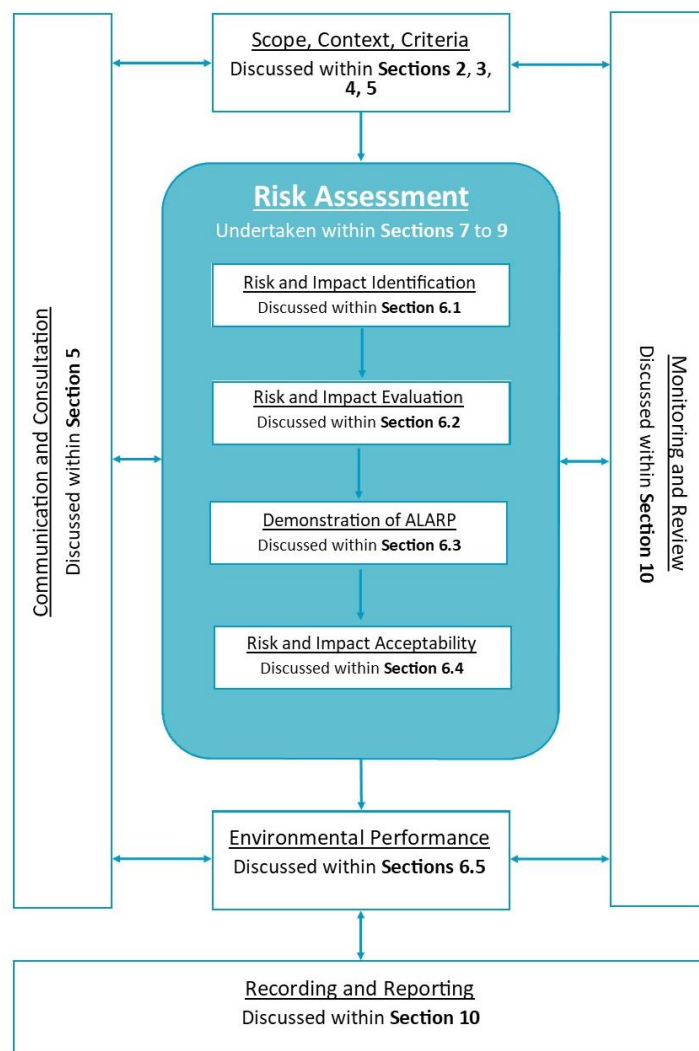 Scope, Context, Criteria
Discussed within Sections 2, 3,
4, 5
Risk Assessment
Undertaken within Sections 7 to 9
Risk and Impact Identification
Discussed within Section 6.1
Risk and Impact Evaluation
Discussed within Section 6.2
Demonstration of ALARP
Discussed within Section 6.3
Risk and Impact Acceptability
Discussed within Section 6.4
Communication and Consultation
Discussed within Section 5
Monitoring and Review
Discussed within Section 10
Environmental Performance
Discussed within Sections 6.5
Recording and Reporting
Discussed within Section 10